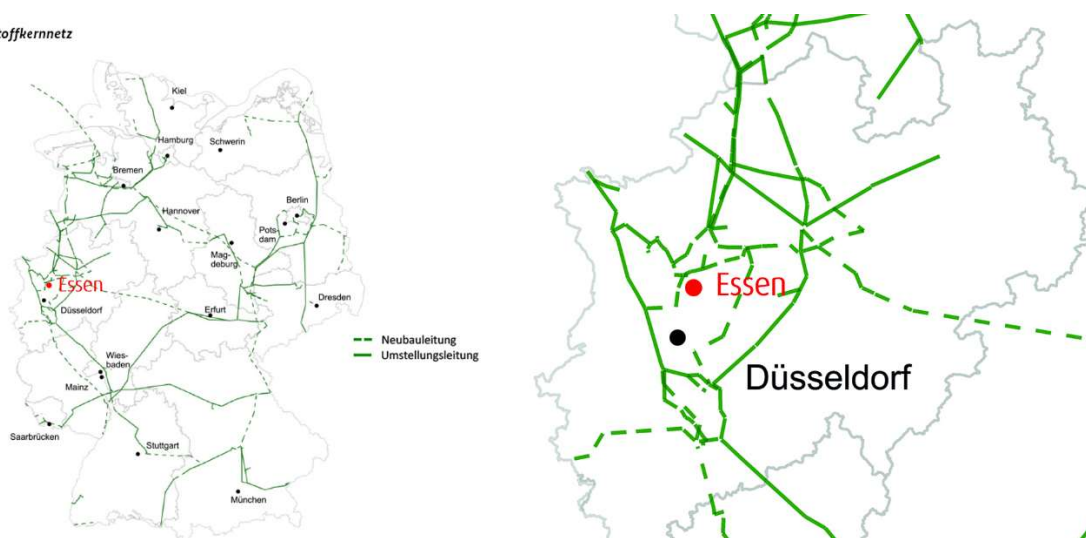 offkernnetz
Kiel
Hamburg
Schwerin
Bremen
Hannover
Berlin
Pots-
dam
Mag-
deburg
Essen
Düsseldorf
Erfurt
Dresden
Wies-
baden
Mainz
Saarbrücken
Stuttgart
München
Neubauleitung
Umstellungsleitung
Essen
Düsseldorf